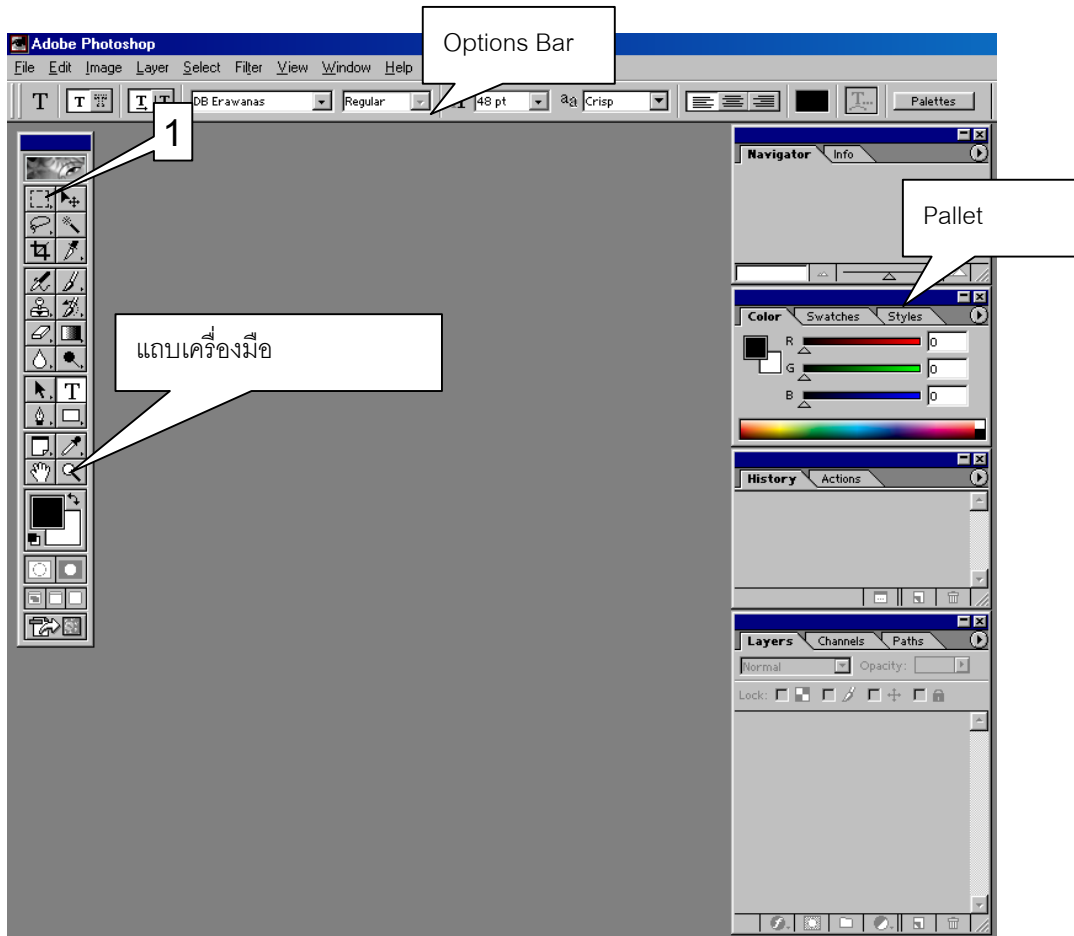 Adobe Photoshop
Options Bar
File Edit Image Layer Select Filter View Window Help
T T T T T DB Erawanas Regular T 48 pt aa Crisp T... Palettes
1
Navigator Info
Pallet
Color Swatches Styles
R 0
G 0
B 0
แถบเครื่องมือ
T
History Actions
Layers Channels Paths
Normal Opacity:
Lock: